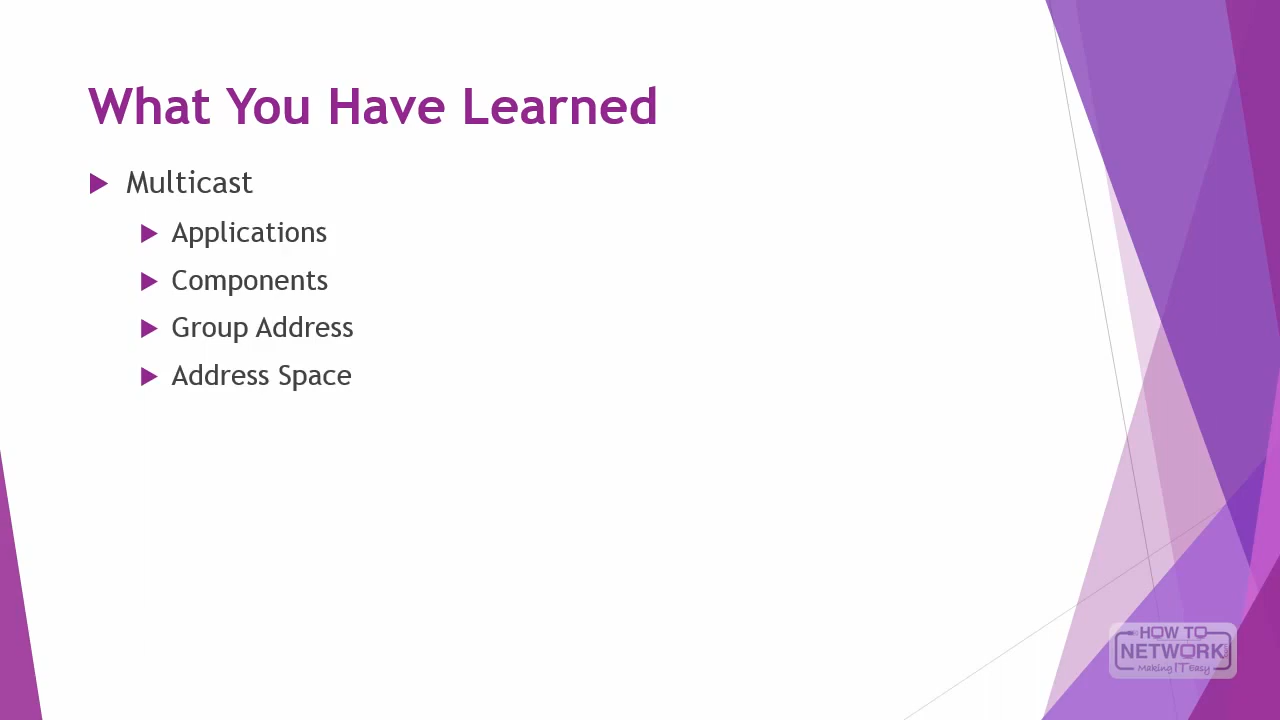 What You Have Learned
Multicast
Applications
Components
Group Address
Address Space
HOW TO
NETWORK
Making IT Easy